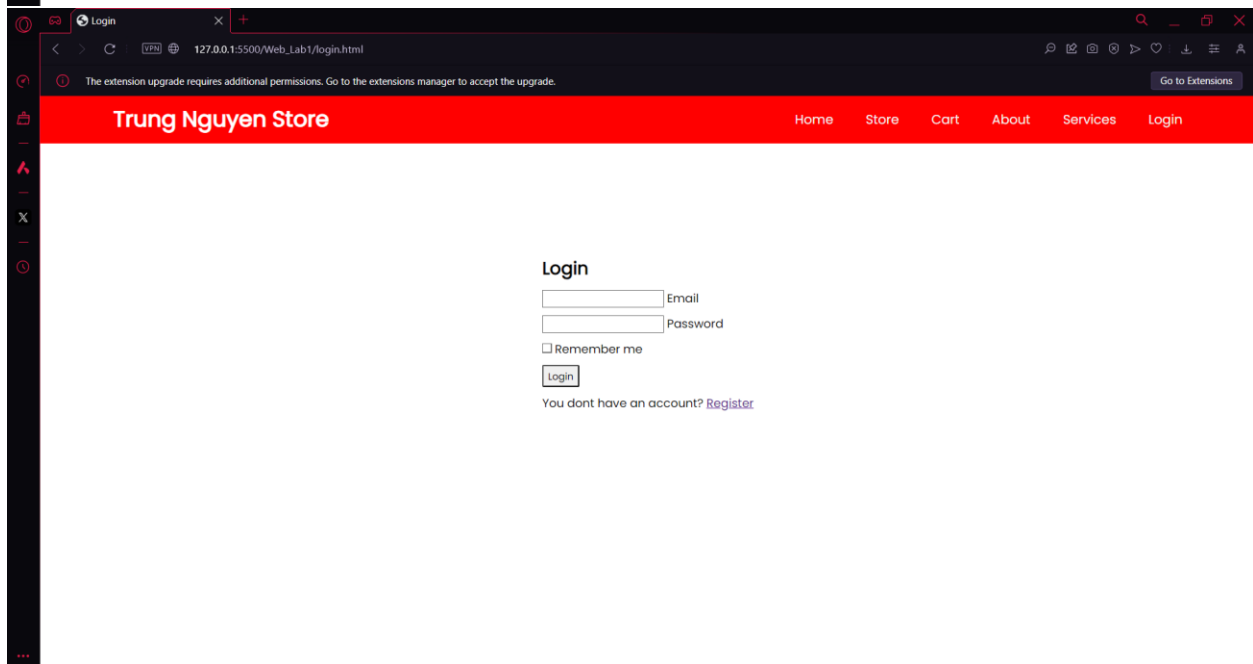 Login
VPN 127.0.0.1:5500/Web_Lab1/login.html
The extension upgrade requires additional permissions. Go to the extensions manager to accept the upgrade. Go to Extensions
Trung Nguyen Store Home Store Cart About Services Login
Login
Email
Password
Remember me
Login
You dont have an account? Register